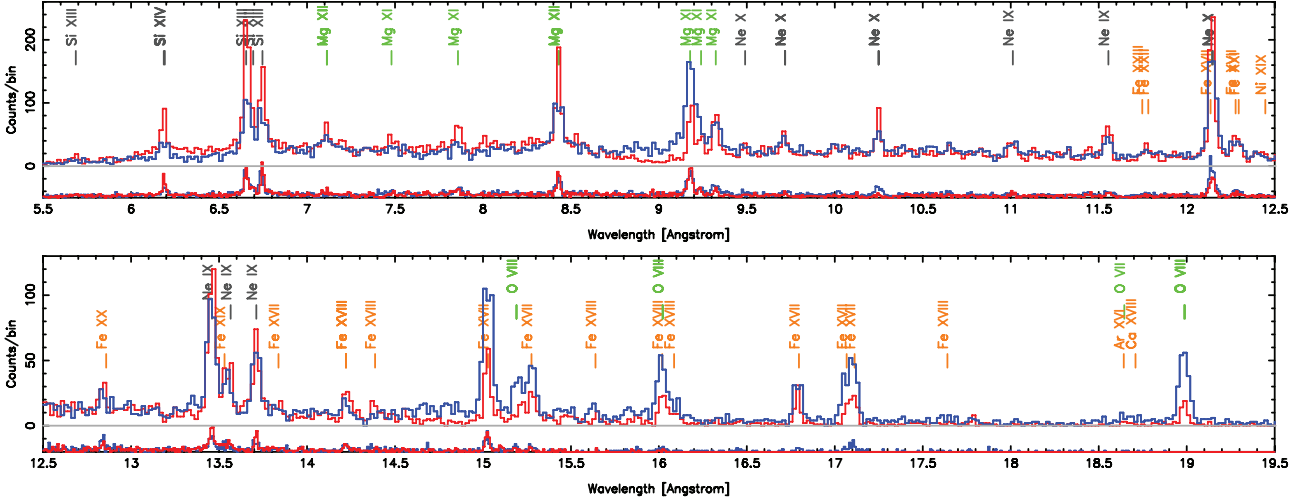 Si XIII
Si XIV
Si XIII
Si XIII
Mg XII
Mg XI
Mg XI
Mg XII
Mg XI
Mg XI
Mg XI
Ne X
Ne X
Ne X
Ne IX
Ne IX
Ne X
Fe XXIII
Fe XXII
Fe XVII
Fe XVII
Fe XXI
Ni XIX
Counts/bin
200
100
0
5.5 6 6.5 7 7.5 8 8.5 9 9.5 10 10.5 11 11.5 12 12.5
Wavelength [Angstrom]
Ne IX
Ne IX
Ne IX
O VIII
O VIII
O VII
O VIII
Fe XX
Fe XIX
Fe XVII
Fe XVIII
Fe XVIII
Fe XVII
Fe XVII
Fe XVIII
Fe XVIII
Fe XVIII
Fe XVII
Fe XVII
Fe XVII
Fe XVIII
Ar XVI
Ca XVIII
Counts/bin
100
50
0
12.5 13 13.5 14 14.5 15 15.5 16 16.5 17 17.5 18 18.5 19 19.5
Wavelength [Angstrom]